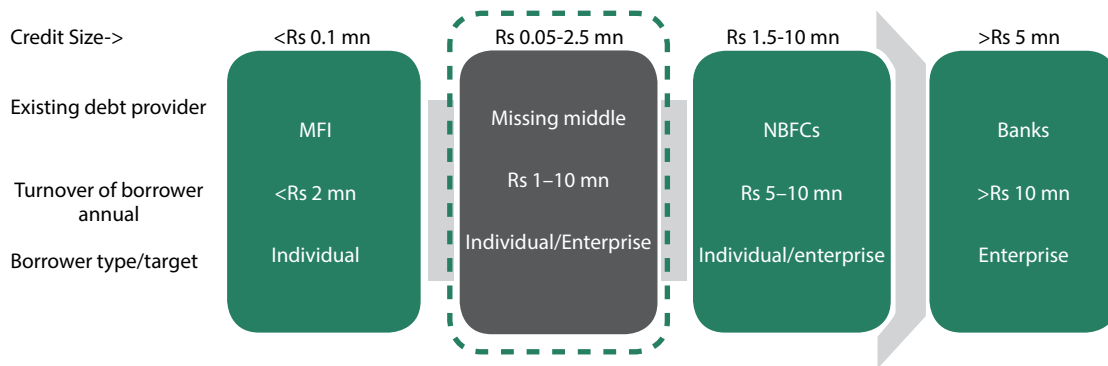 Credit Size-> <Rs 0.1 mn Rs 0.05-2.5 mn Rs 1.5-10 mn >Rs 5 mn
Existing debt provider MFI Missing middle NBFCs Banks
Turnover of borrower annual <Rs 2 mn Rs 1–10 mn Rs 5–10 mn >Rs 10 mn
Borrower type/target Individual Individual/Enterprise Individual/enterprise Enterprise